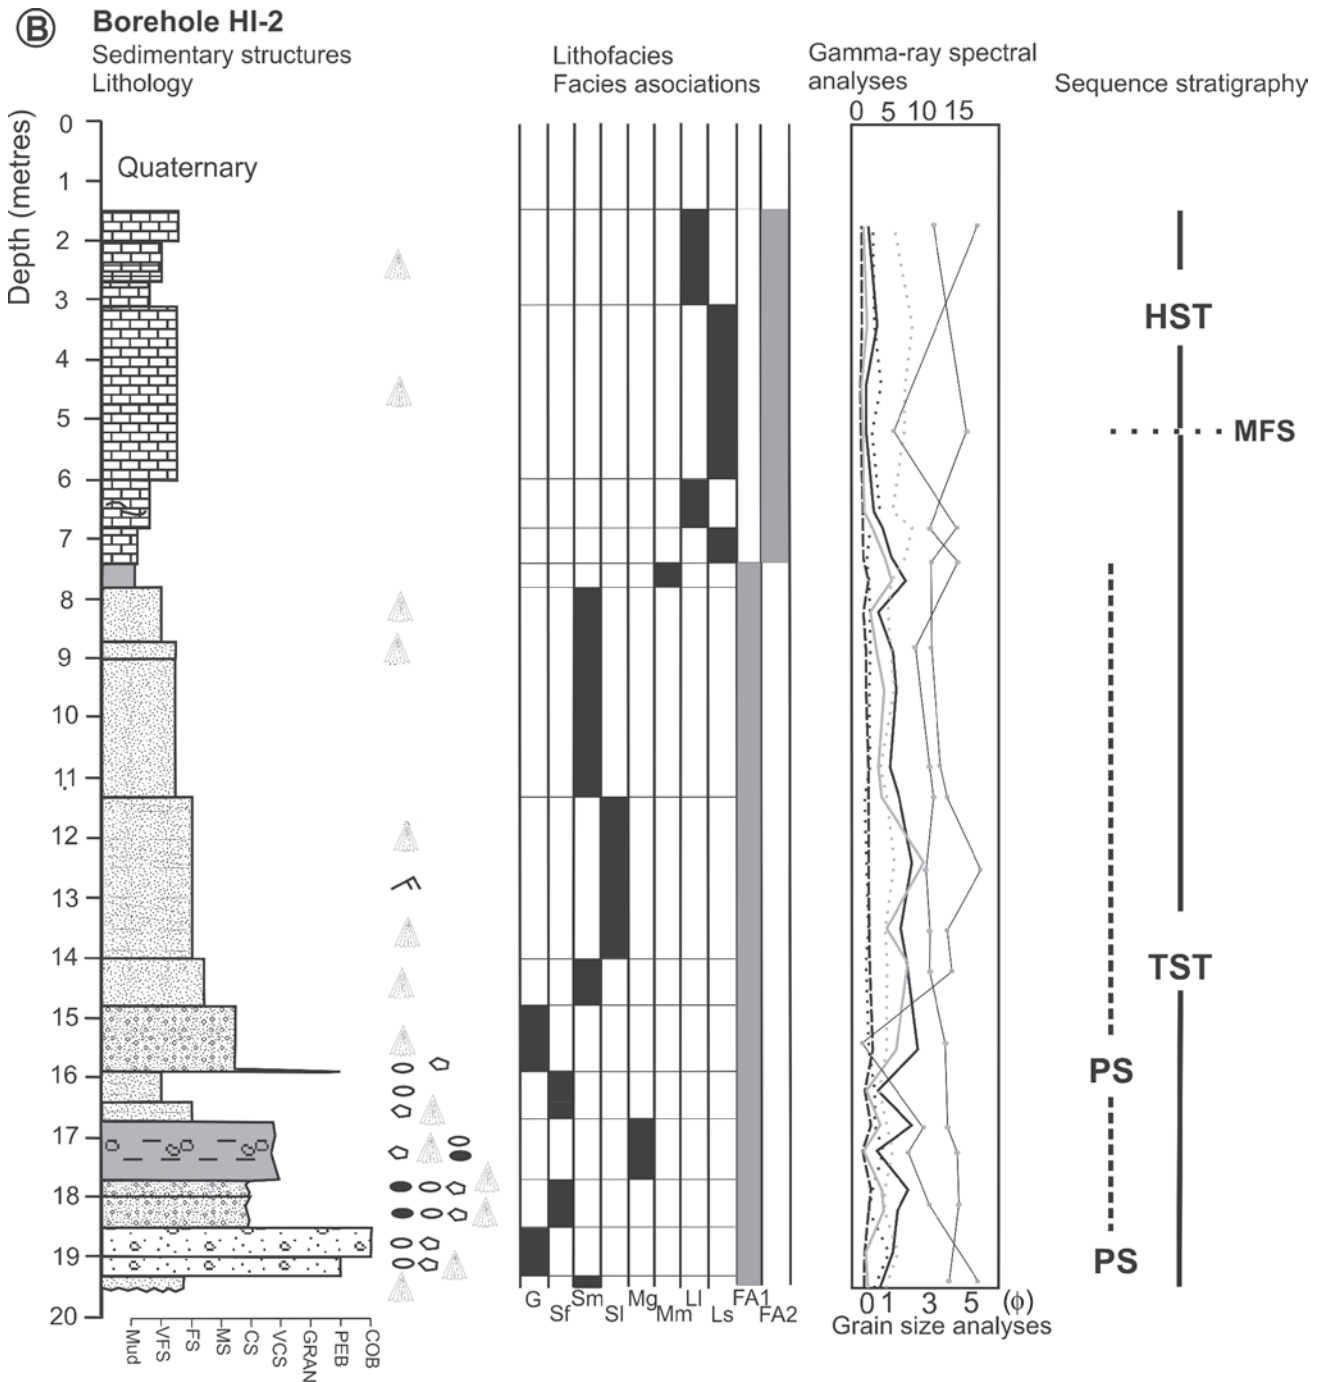 B Borehole HI-2
Sedimentary structures
Lithology
Lithofacies
Facies asociations
Gamma-ray spectral
analyses
Sequence stratigraphy
0 5 10 15
Depth (metres)
0
1
2
3
4
5
6
7
8
9
10
11
12
13
14
15
16
17
18
19
20
Quaternary
HST
MFS
TST
PS
PS
G Sf Sm Sl Mg Mm Ll Ls FA1 FA2
0 1 3 5 (ϕ)
Grain size analyses
Mud
VFS
FS
MS
CS
VCS
GRAN
PEB
COB